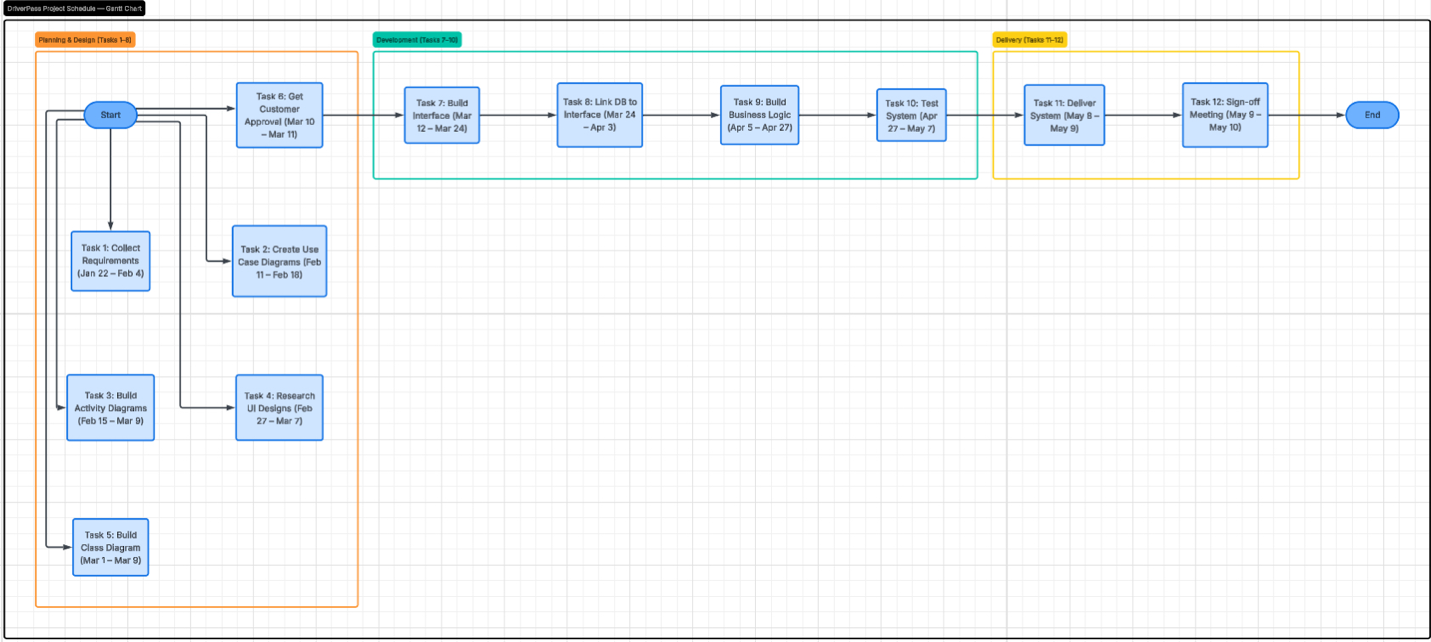 DriverPass Project Schedule — Gantt Chart
Planning & Design (Tasks 1–6)
Development (Tasks 7–10)
Delivery (Tasks 11–12)
Start
Task 6: Get
Customer
Approval (Mar 10
– Mar 11)
Task 7: Build
Interface (Mar
12 – Mar 24)
Task 8: Link DB to
Interface (Mar 24
– Apr 3)
Task 9: Build
Business Logic
(Apr 5 – Apr 27)
Task 10: Test
System (Apr
27 – May 7)
Task 11: Deliver
System (May 8 –
May 9)
Task 12: Sign-off
Meeting (May 9 –
May 10)
End
Task 1: Collect
Requirements
(Jan 22 – Feb 4)
Task 2: Create Use
Case Diagrams (Feb
11 – Feb 18)
Task 3: Build
Activity Diagrams
(Feb 15 – Mar 9)
Task 4: Research
UI Designs (Feb
27 – Mar 7)
Task 5: Build
Class Diagram
(Mar 1 – Mar 9)